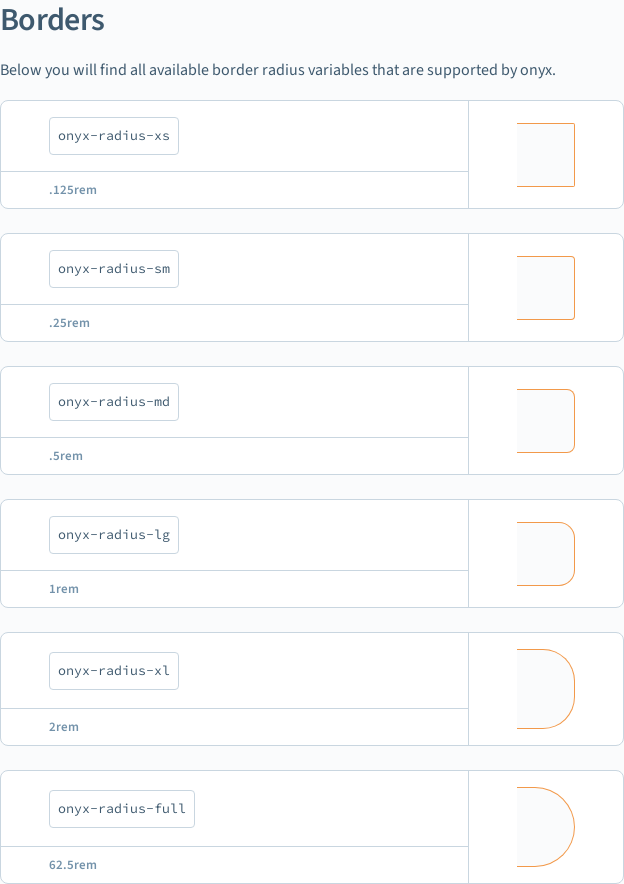 Borders
Below you will find all available border radius variables that are supported by onyx.
onyx-radius-xs
.125rem
onyx-radius-sm
.25rem
onyx-radius-md
.5rem
onyx-radius-lg
1rem
onyx-radius-xl
2rem
onyx-radius-full
62.5rem